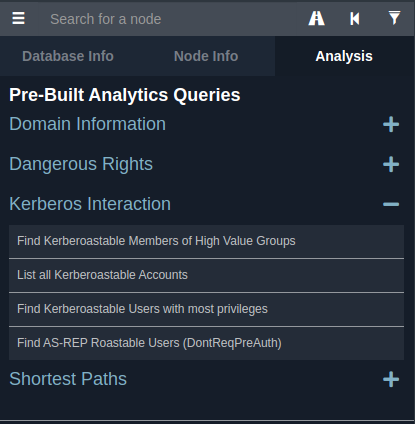 Search for a node
Database Info
Node Info
Analysis
Pre-Built Analytics Queries
Domain Information
Dangerous Rights
Kerberos Interaction
Find Kerberoastable Members of High Value Groups
List all Kerberoastable Accounts
Find Kerberoastable Users with most privileges
Find AS-REP Roastable Users (DontReqPreAuth)
Shortest Paths